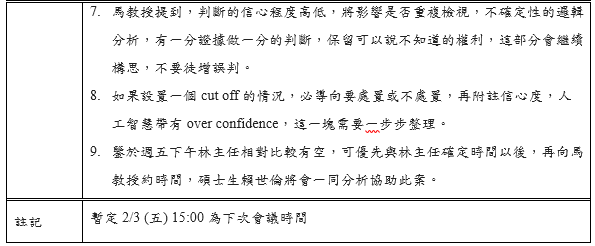 7. 馬教授提到，判斷的信心程度高低，將影響是否重複檢視，不確定性的邏輯
分析，有一分證據做一分的判斷，保留可以說不知道的權利，這部分會繼續
構思，不要徒增誤判。
8. 如果設置一個 cut off 的情況，必導向要處置或不處置，再附註信心度，人
工智慧帶有 over confidence，這一塊需要一步步整理。
9. 鑒於週五下午林主任相對比較有空，可優先與林主任確定時間以後，再向馬
教授約時間，碩士生賴世倫將會一同分析協助此案。
註記
暫定 2/3 (五) 15:00 為下次會議時間